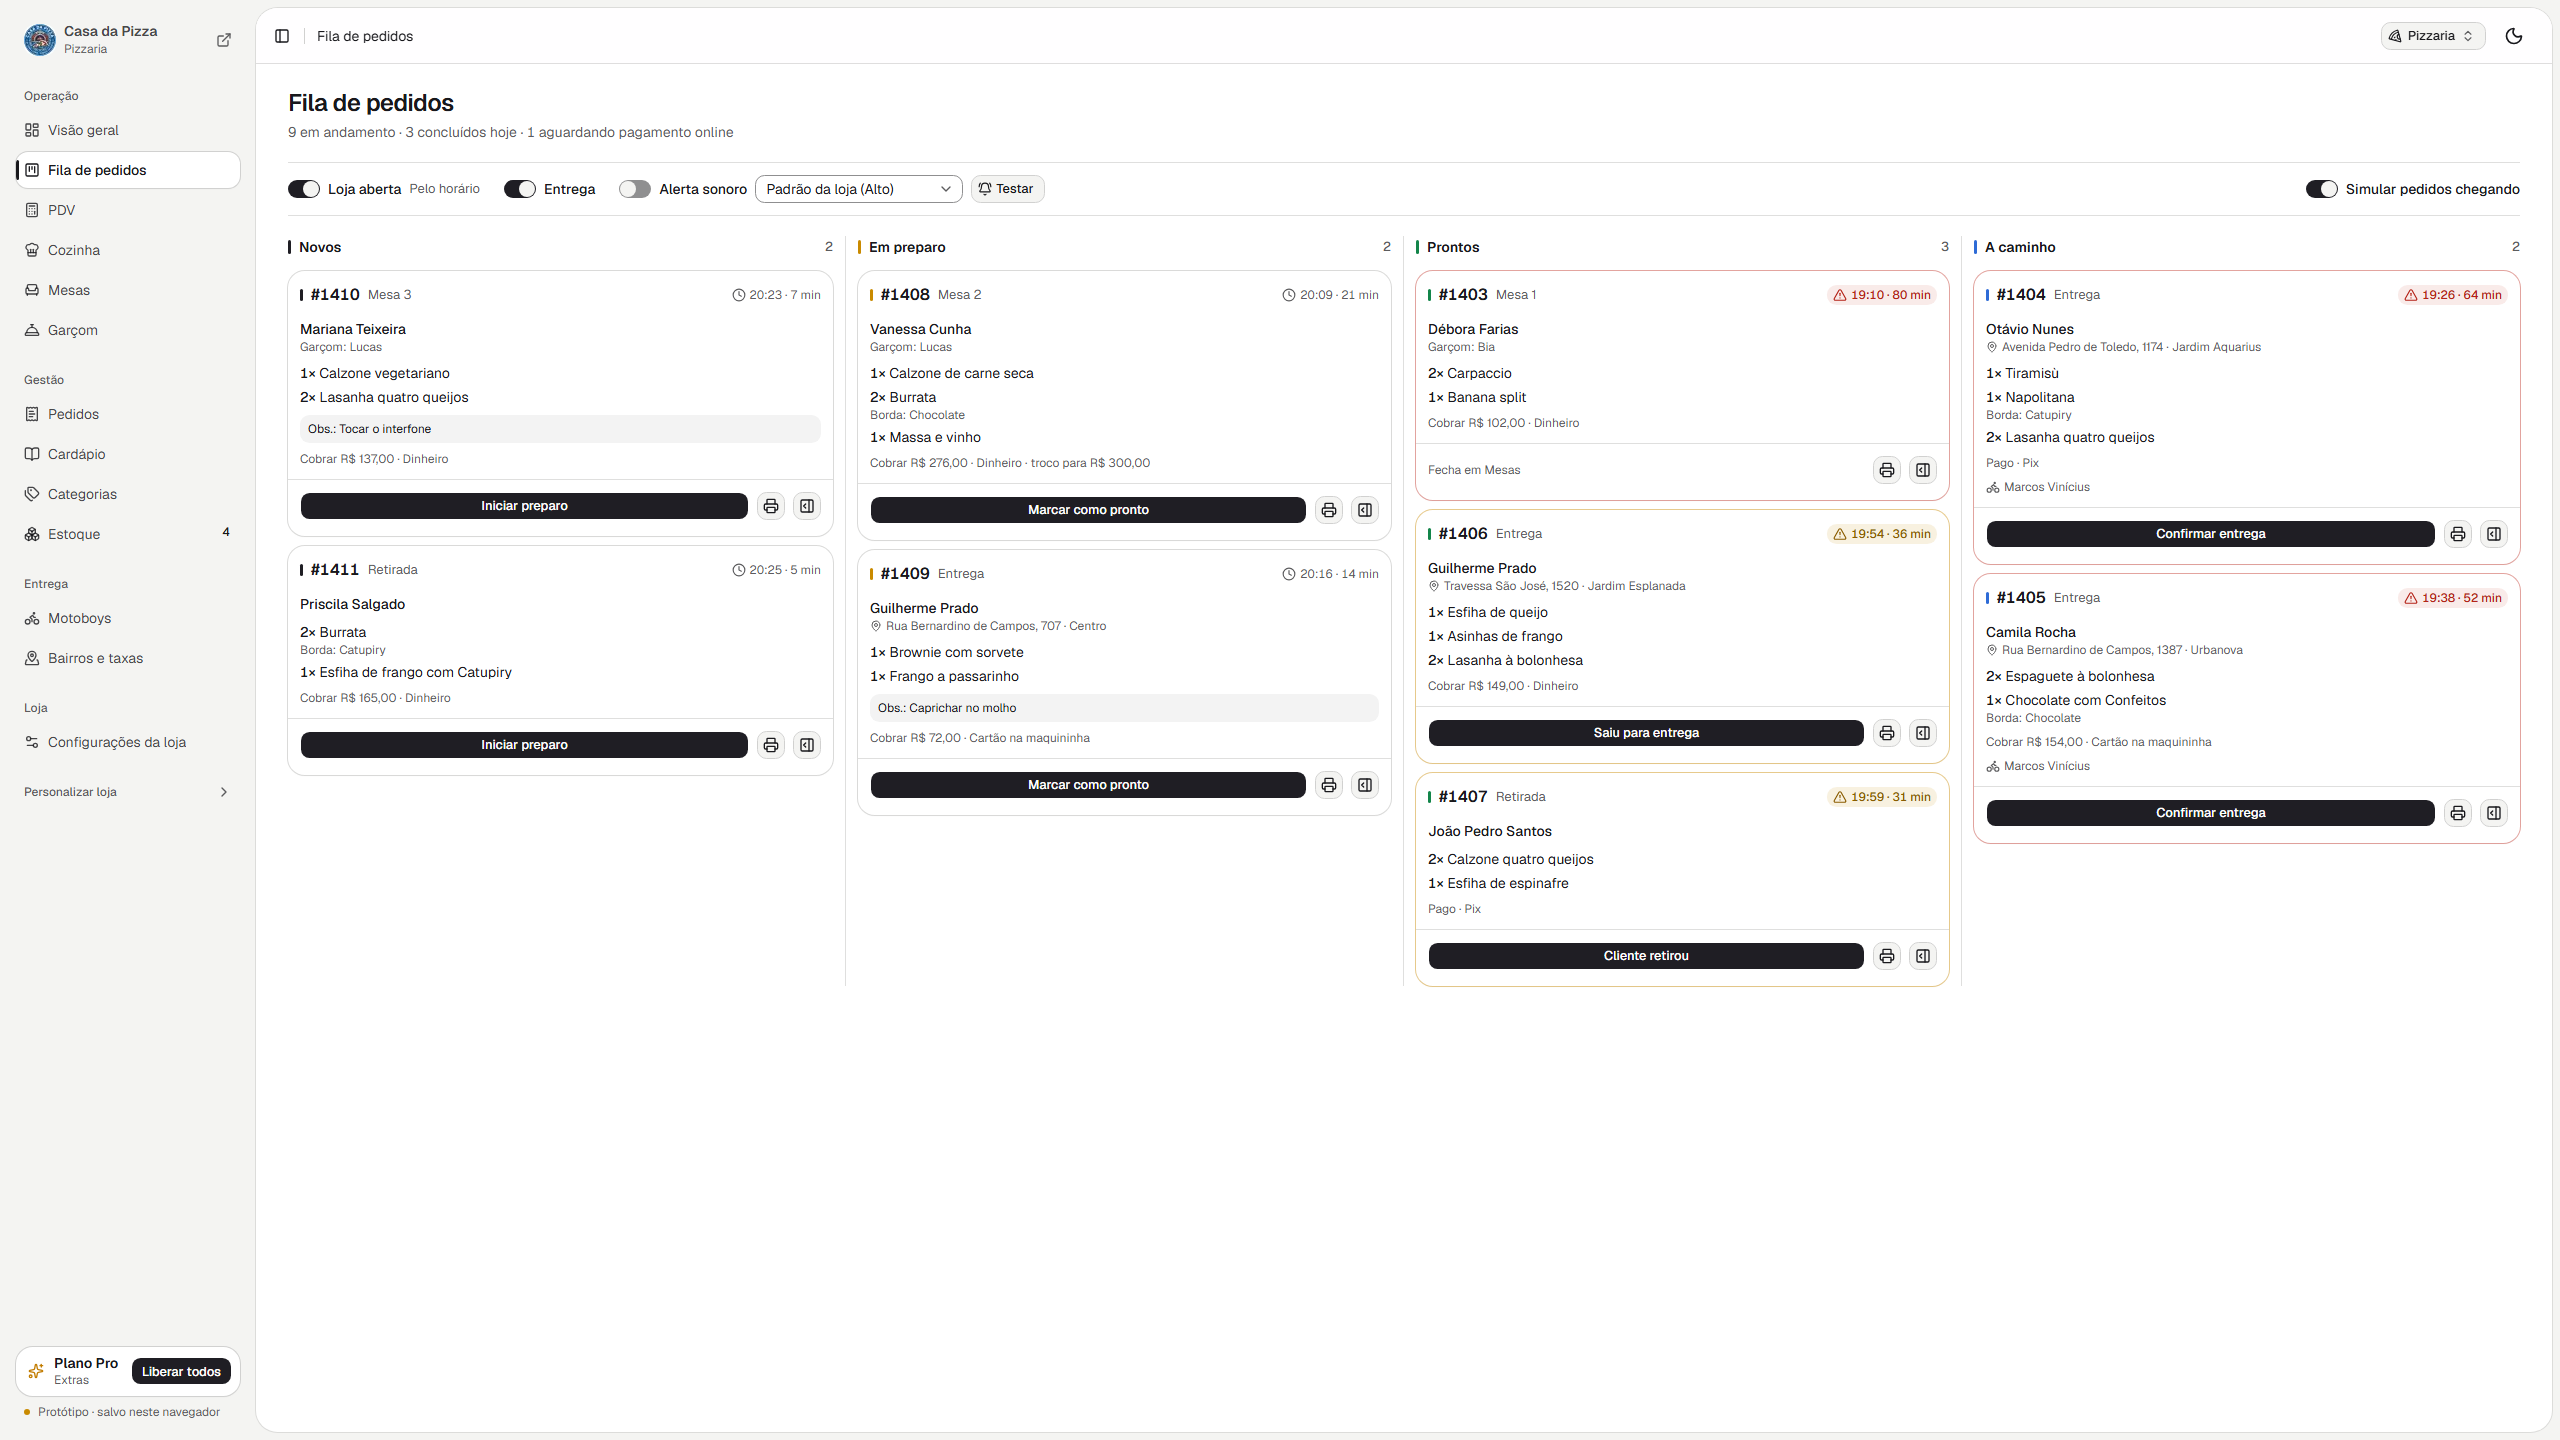 Casa da Pizza
Pizzaria
Operação
Visão geral
Fila de pedidos
PDV
Cozinha
Mesas
Garçom
Gestão
Pedidos
Cardápio
Categorias
Estoque 4
Entrega
Motoboys
Bairros e taxas
Loja
Configurações da loja
Personalizar loja
Plano Pro
Extras
Liberar todos
Protótipo · salvo neste navegador
Fila de pedidos
Pizzaria
Fila de pedidos
9 em andamento · 3 concluídos hoje · 1 aguardando pagamento online
Loja aberta Pelo horário Entrega Alerta sonoro Padrão da loja (Alto) Testar Simular pedidos chegando
Novos 2
#1410 Mesa 3 20:23 · 7 min
Mariana Teixeira
Garçom: Lucas
1× Calzone vegetariano
2× Lasanha quatro queijos
Obs.: Tocar o interfone
Cobrar R$ 137,00 · Dinheiro
Iniciar preparo
#1411 Retirada 20:25 · 5 min
Priscila Salgado
2× Burrata
Borda: Catupiry
1× Esfiha de frango com Catupiry
Cobrar R$ 165,00 · Dinheiro
Iniciar preparo
Em preparo 2
#1408 Mesa 2 20:09 · 21 min
Vanessa Cunha
Garçom: Lucas
1× Calzone de carne seca
2× Burrata
Borda: Chocolate
1× Massa e vinho
Cobrar R$ 276,00 · Dinheiro · troco para R$ 300,00
Marcar como pronto
#1409 Entrega 20:16 · 14 min
Guilherme Prado
Rua Bernardino de Campos, 707 · Centro
1× Brownie com sorvete
1× Frango a passarinho
Obs.: Caprichar no molho
Cobrar R$ 72,00 · Cartão na maquininha
Marcar como pronto
Prontos 3
#1403 Mesa 1 19:10 · 80 min
Débora Farias
Garçom: Bia
2× Carpaccio
1× Banana split
Cobrar R$ 102,00 · Dinheiro
Fecha em Mesas
#1406 Entrega 19:54 · 36 min
Guilherme Prado
Travessa São José, 1520 · Jardim Esplanada
1× Esfiha de queijo
1× Asinhas de frango
2× Lasanha à bolonhesa
Cobrar R$ 149,00 · Dinheiro
Saiu para entrega
#1407 Retirada 19:59 · 31 min
João Pedro Santos
2× Calzone quatro queijos
1× Esfiha de espinafre
Pago · Pix
Cliente retirou
A caminho 2
#1404 Entrega 19:26 · 64 min
Otávio Nunes
Avenida Pedro de Toledo, 1174 · Jardim Aquarius
1× Tiramisù
1× Napolitana
Borda: Catupiry
2× Lasanha quatro queijos
Pago · Pix
Marcos Vinícius
Confirmar entrega
#1405 Entrega 19:38 · 52 min
Camila Rocha
Rua Bernardino de Campos, 1387 · Urbanova
2× Espaguete à bolonhesa
1× Chocolate com Confeitos
Borda: Chocolate
Cobrar R$ 154,00 · Cartão na maquininha
Marcos Vinícius
Confirmar entrega